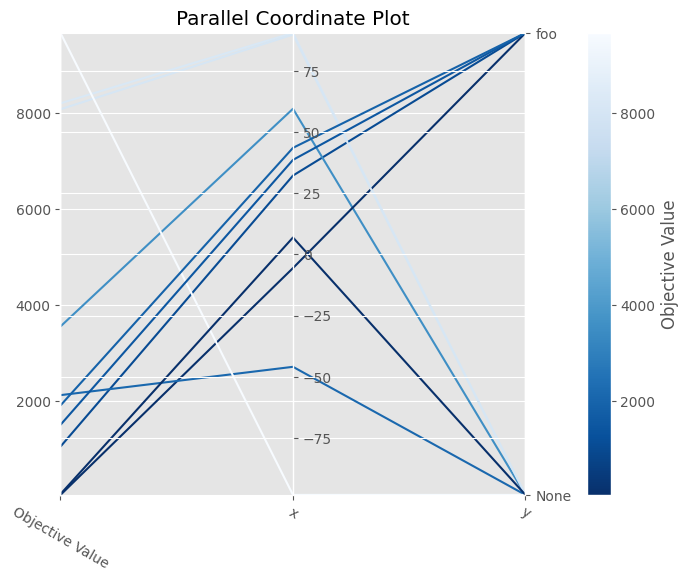 Parallel Coordinate Plot
foo
8000
6000
4000
2000
75
50
25
0
−25
−50
−75
None
Objective Value
x
y
8000
6000
4000
2000
Objective Value